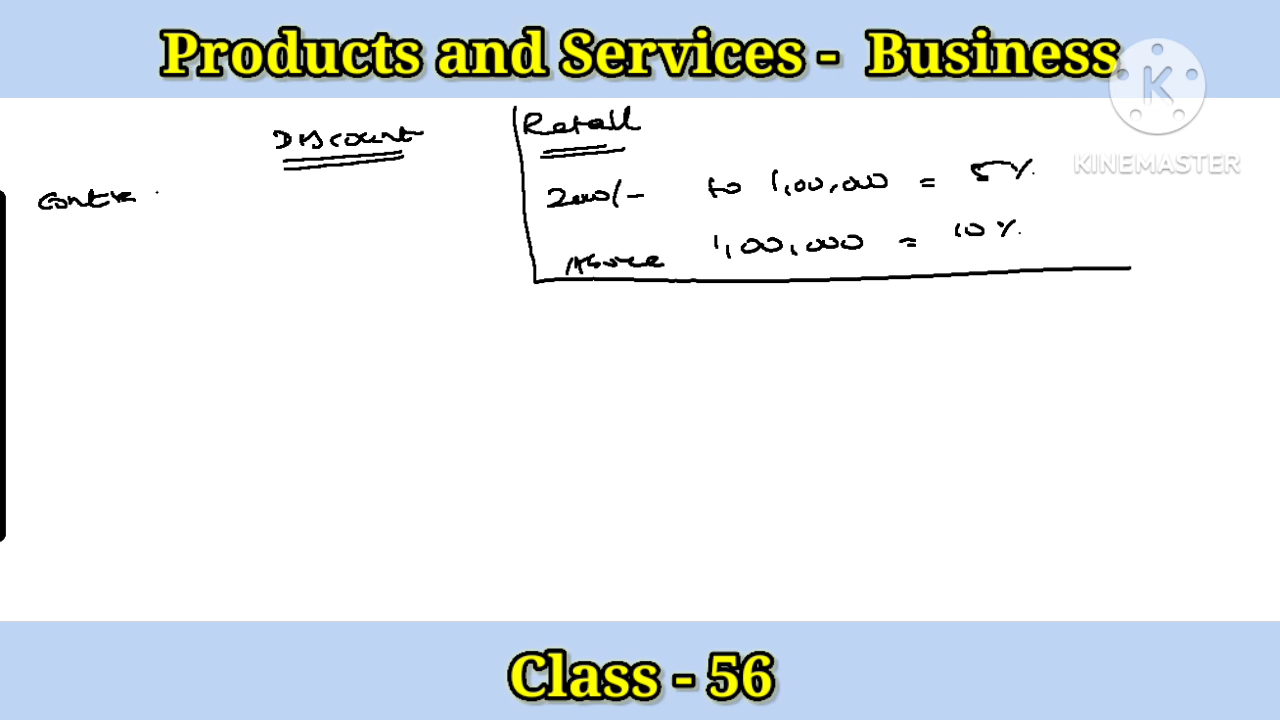 Products and Services - Business
KINEMASTER
Discount
Retail
2000/- to 1,00,000 = 5%
Above 1,00,000 = 10%
Contra
Class - 56